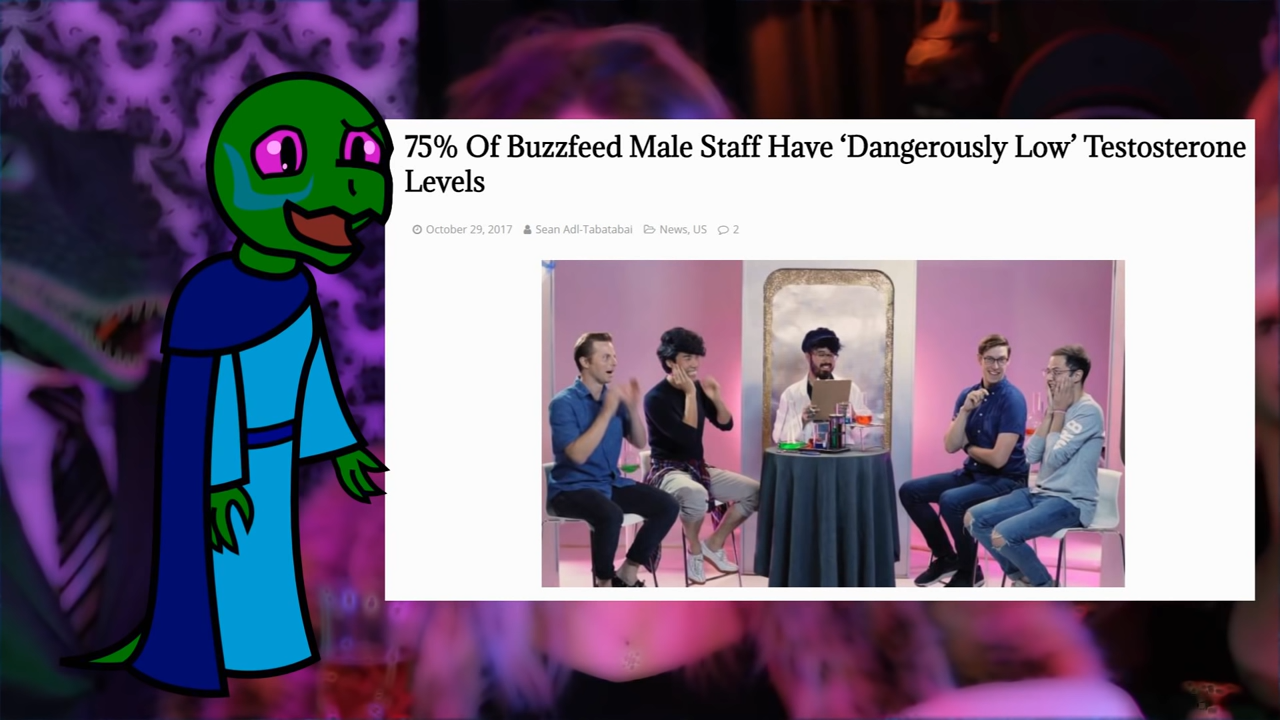 75% Of Buzzfeed Male Staff Have ‘Dangerously Low’ Testosterone
Levels
October 29, 2017 Sean Adl-Tabatabai News, US 2